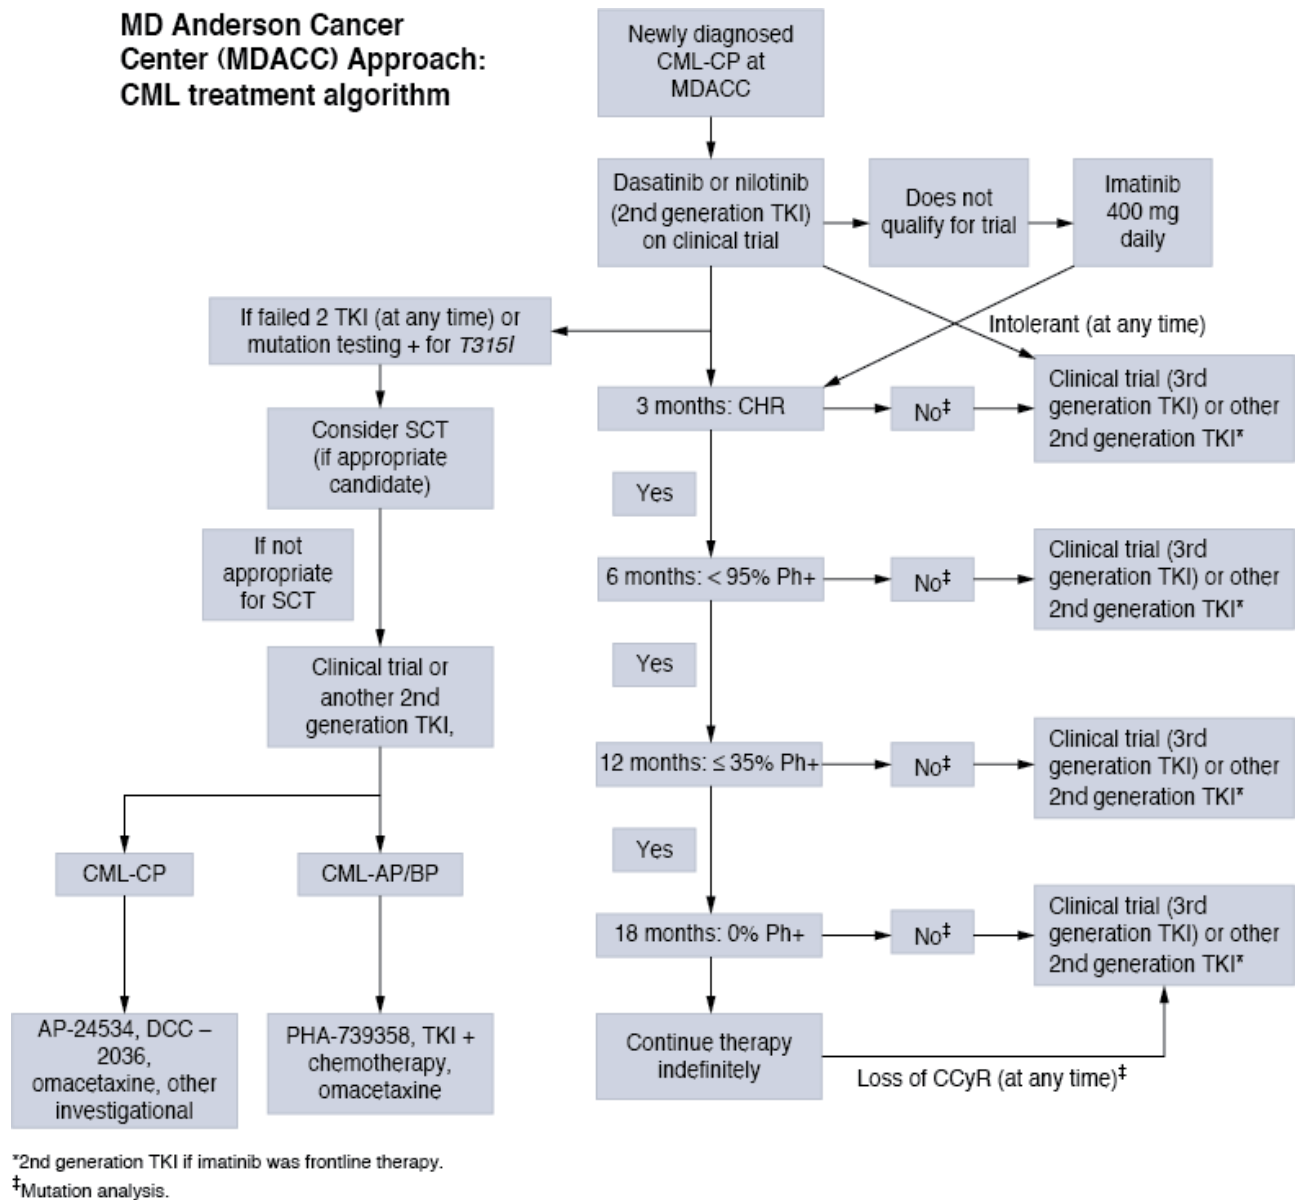 MD Anderson Cancer
Center (MDACC) Approach:
CML treatment algorithm
Newly diagnosed
CML-CP at
MDACC
Dasatinib or nilotinib
(2nd generation TKI)
on clinical trial
Does not
qualify for trial
Imatinib
400 mg
daily
If failed 2 TKI (at any time) or
mutation testing + for T315I
Intolerant (at any time)
3 months: CHR
No‡
Clinical trial (3rd
generation TKI) or other
2nd generation TKI*
Consider SCT
(if appropriate
candidate)
Yes
If not
appropriate
for SCT
6 months: < 95% Ph+
No‡
Clinical trial (3rd
generation TKI) or other
2nd generation TKI*
Yes
Clinical trial or
another 2nd
generation TKI,
12 months: ≤ 35% Ph+
No‡
Clinical trial (3rd
generation TKI) or other
2nd generation TKI*
Yes
CML-CP
CML-AP/BP
18 months: 0% Ph+
No‡
Clinical trial (3rd
generation TKI) or other
2nd generation TKI*
AP-24534, DCC –
2036,
omacetaxine, other
investigational
PHA-739358, TKI +
chemotherapy,
omacetaxine
Continue therapy
indefinitely
Loss of CCyR (at any time)‡
*2nd generation TKI if imatinib was frontline therapy.
‡Mutation analysis.